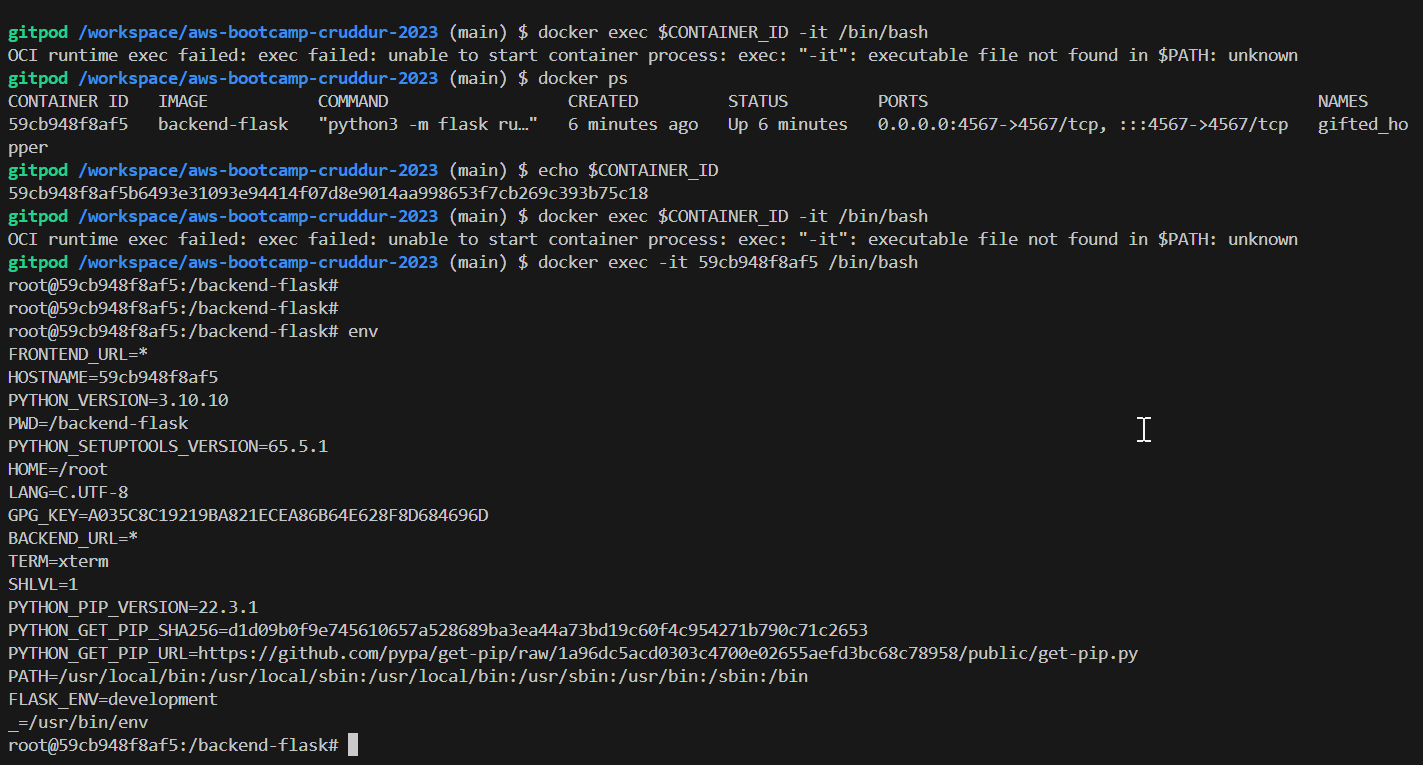 gitpod /workspace/aws-bootcamp-cruddur-2023 (main) $ docker exec $CONTAINER_ID -it /bin/bash
OCI runtime exec failed: exec failed: unable to start container process: exec: "-it": executable file not found in $PATH: unknown
gitpod /workspace/aws-bootcamp-cruddur-2023 (main) $ docker ps
CONTAINER ID   IMAGE           COMMAND                  CREATED         STATUS         PORTS                                       NAMES
59cb948f8af5   backend-flask   "python3 -m flask ru…"   6 minutes ago   Up 6 minutes   0.0.0.0:4567->4567/tcp, :::4567->4567/tcp   gifted_ho
pper
gitpod /workspace/aws-bootcamp-cruddur-2023 (main) $ echo $CONTAINER_ID
59cb948f8af5b6493e31093e94414f07d8e9014aa998653f7cb269c393b75c18
gitpod /workspace/aws-bootcamp-cruddur-2023 (main) $ docker exec $CONTAINER_ID -it /bin/bash
OCI runtime exec failed: exec failed: unable to start container process: exec: "-it": executable file not found in $PATH: unknown
gitpod /workspace/aws-bootcamp-cruddur-2023 (main) $ docker exec -it 59cb948f8af5 /bin/bash
root@59cb948f8af5:/backend-flask#
root@59cb948f8af5:/backend-flask#
root@59cb948f8af5:/backend-flask# env
FRONTEND_URL=*
HOSTNAME=59cb948f8af5
PYTHON_VERSION=3.10.10
PWD=/backend-flask
PYTHON_SETUPTOOLS_VERSION=65.5.1
HOME=/root
LANG=C.UTF-8
GPG_KEY=A035C8C19219BA821ECEA86B64E628F8D684696D
BACKEND_URL=*
TERM=xterm
SHLVL=1
PYTHON_PIP_VERSION=22.3.1
PYTHON_GET_PIP_SHA256=d1d09b0f9e745610657a528689ba3ea44a73bd19c60f4c954271b790c71c2653
PYTHON_GET_PIP_URL=https://github.com/pypa/get-pip/raw/1a96dc5acd0303c4700e02655aefd3bc68c78958/public/get-pip.py
PATH=/usr/local/bin:/usr/local/sbin:/usr/local/bin:/usr/sbin:/usr/bin:/sbin:/bin
FLASK_ENV=development
_=/usr/bin/env
root@59cb948f8af5:/backend-flask#